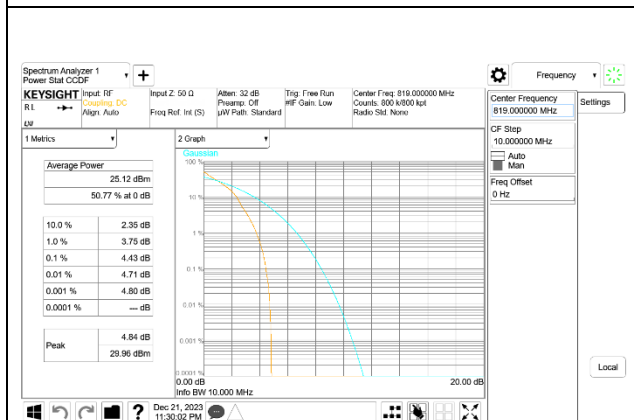 Spectrum Analyzer 1
Power Stat CCDF
Frequency
KEYSIGHT
Input: RF
Input Z: 50 Ω
Atten: 32 dB
Trig: Free Run
Center Freq: 819.000000 MHz
RL
Coupling: DC
Preamp: Off
#IF Gain: Low
Counts: 800 k/800 kpt
Align: Auto
Freq Ref: Int (S)
µW Path: Standard
Radio Std: None
Center Frequency
819.000000 MHz
Settings
CF Step
10.000000 MHz
Auto
Man
Freq Offset
0 Hz
1 Metrics
2 Graph
Average Power
25.12 dBm
50.77 % at 0 dB
10.0 % 2.35 dB
1.0 % 3.75 dB
0.1 % 4.43 dB
0.01 % 4.71 dB
0.001 % 4.80 dB
0.0001 % --- dB
Peak
4.84 dB
29.96 dBm
Gaussian
100 %
10 %
1 %
0.1 %
0.01 %
0.001 %
0.0001 %
0.00 dB
20.00 dB
Info BW 10.000 MHz
Local
Dec 21, 2023
11:30:02 PM